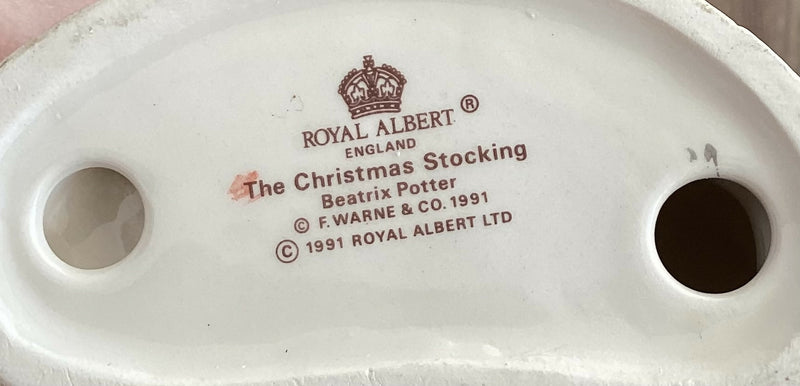 ROYAL ALBERT ®
ENGLAND
The Christmas Stocking
Beatrix Potter
© F. WARNE & CO. 1991
© 1991 ROYAL ALBERT LTD